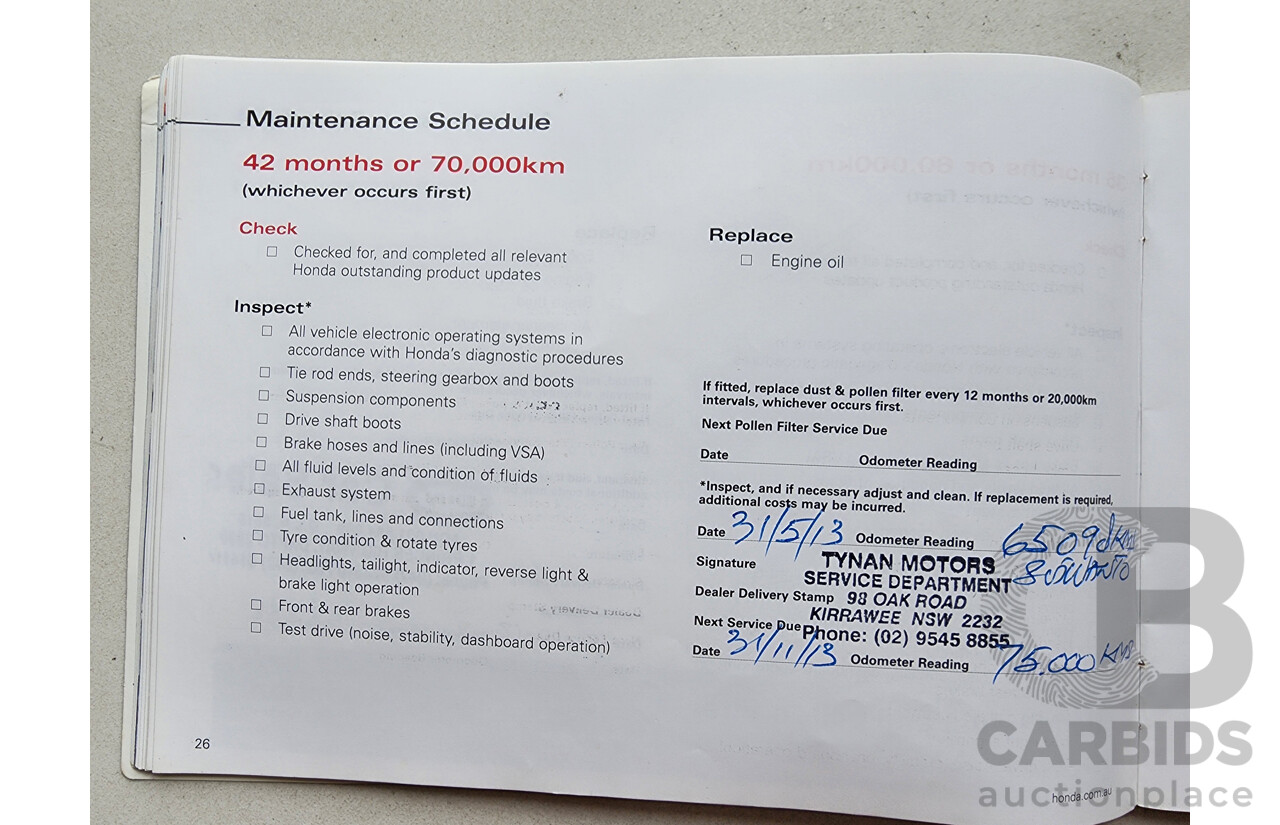 Maintenance Schedule
42 months or 70,000km
(whichever occurs first)
Check
Checked for, and completed all relevant
Honda outstanding product updates
Inspect*
All vehicle electronic operating systems in
accordance with Honda's diagnostic procedures
Tie rod ends, steering gearbox and boots
Suspension components
Drive shaft boots
Brake hoses and lines (including VSA)
All fluid levels and condition of fluids
Exhaust system
Fuel tank, lines and connections
Tyre condition & rotate tyres
Headlights, tailight, indicator, reverse light &
brake light operation
Front & rear brakes
Test drive (noise, stability, dashboard operation)
26
Replace
Engine oil
If fitted, replace dust & pollen filter every 12 months or 20,000km
intervals, whichever occurs first.
Next Pollen Filter Service Due
Date Odometer Reading
*Inspect, and if necessary adjust and clean. If replacement is required,
additional costs may be incurred.
Date 31/5/13 Odometer Reading
Signature TYNAN MOTORS
SERVICE DEPARTMENT
Dealer Delivery Stamp 98 OAK ROAD
KIRRAWEE NSW 2232
Next Service Due Phone: (02) 9545 8855
Date 31/11/13 Odometer Reading 75.000 KMS
honda.com.au
CARBIDS
auctionplace